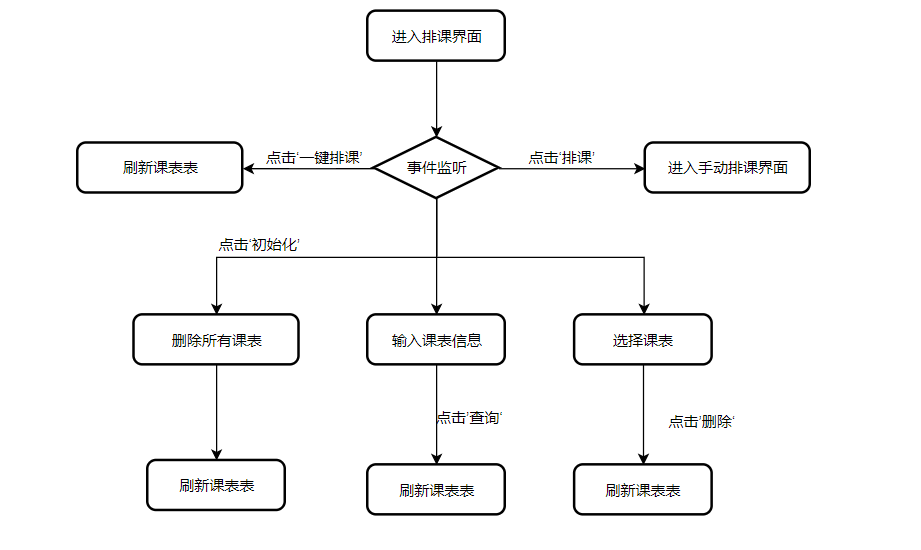 进入排课界面
刷新课表表
点击‘一键排课’
事件监听
点击‘排课’
进入手动排课界面
点击‘初始化’
删除所有课表
输入课表信息
选择课表
点击’查询‘
点击’删除‘
刷新课表表
刷新课表表
刷新课表表